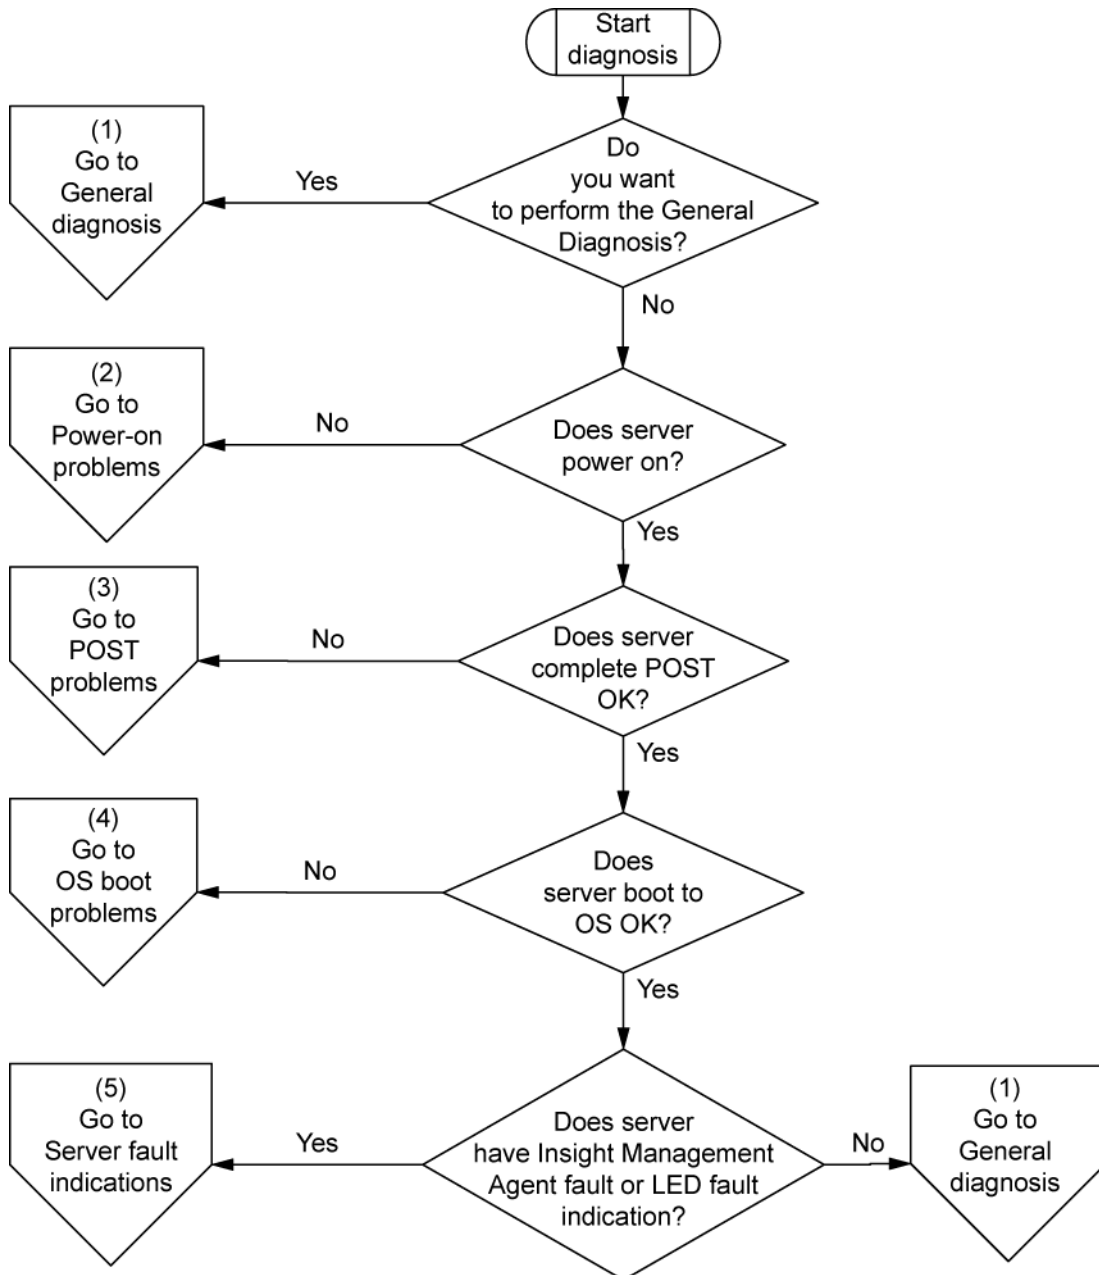 Start
diagnosis
Do
you want
to perform the General
Diagnosis?
Yes
(1)
Go to
General
diagnosis
No
Does server
power on?
No
(2)
Go to
Power-on
problems
Yes
Does server
complete POST
OK?
No
(3)
Go to
POST
problems
Yes
Does
server boot to
OS OK?
No
(4)
Go to
OS boot
problems
Yes
Does server
have Insight Management
Agent fault or LED fault
indication?
Yes
(5)
Go to
Server fault
indications
No
(1)
Go to
General
diagnosis